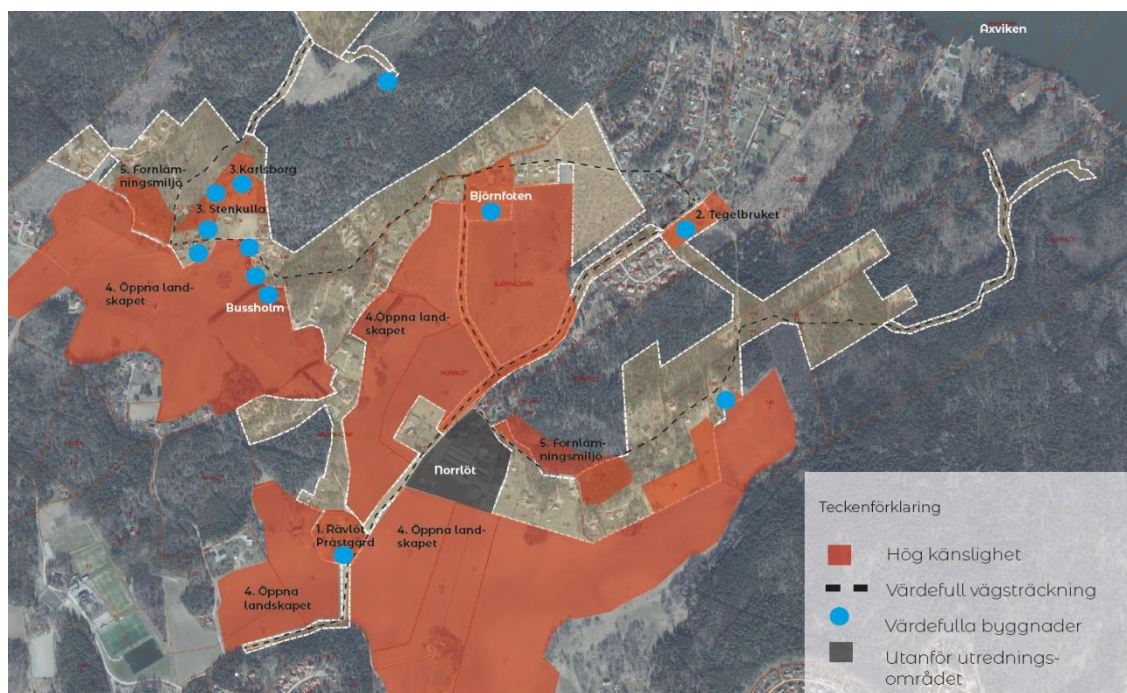 Axviken
5. Fornläm-
ningsmiljö
3.Karlsborg
3. Stenkulla
Björnfoten
2. Tegelbruket
4. Öppna land-
skapet
Bussholm
4.Öppna land-
skapet
5. Fornläm-
ningsmiljö
Norrlöt
1. Rävlöt
Prästgård
4. Öppna land-
skapet
4. Öppna
landskapet
Teckenförklaring
Hög känslighet
Värdefull vägsträckning
Värdefulla byggnader
Utanför utrednings-
området